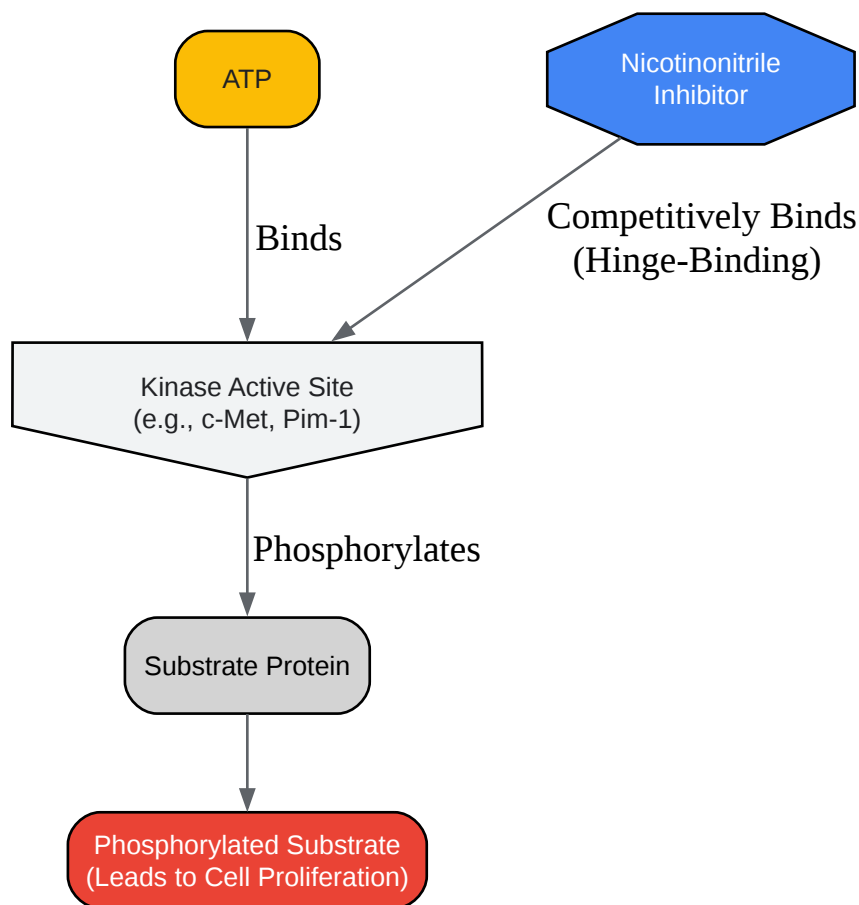 ATP
Nicotinonitrile
Inhibitor
Binds
Competitively Binds
(Hinge-Binding)
Kinase Active Site
(e.g., c-Met, Pim-1)
Phosphorylates
Substrate Protein
Phosphorylated Substrate
(Leads to Cell Proliferation)